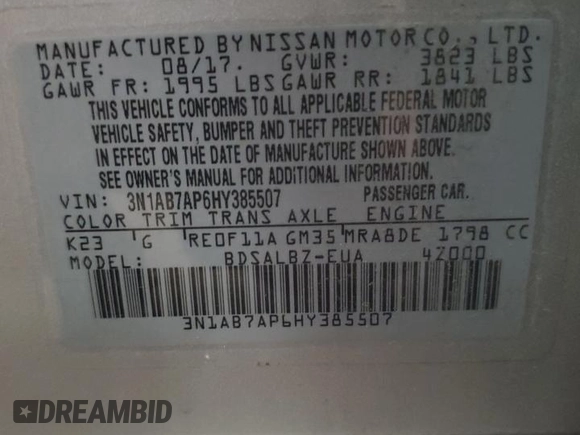 MANUFACTURED BY NISSAN MOTOR CO., LTD.
DATE: 08/17. GVWR: 3823 LBS
GAWR FR: 1995 LBS GAWR RR: 1841 LBS
THIS VEHICLE CONFORMS TO ALL APPLICABLE FEDERAL MOTOR
VEHICLE SAFETY, BUMPER AND THEFT PREVENTION STANDARDS
IN EFFECT ON THE DATE OF MANUFACTURE SHOWN ABOVE.
SEE OWNER'S MANUAL FOR ADDITIONAL INFORMATION.
VIN: 3N1AB7AP6HY385507 PASSENGER CAR.
COLOR TRIM TRANS AXLE ENGINE
K23 G RE0F11A GM35 MRA8DE 1798 CC
MODEL: BDSALBZ-EUA 4Z000
3N1AB7AP6HY385507
DREAMBID